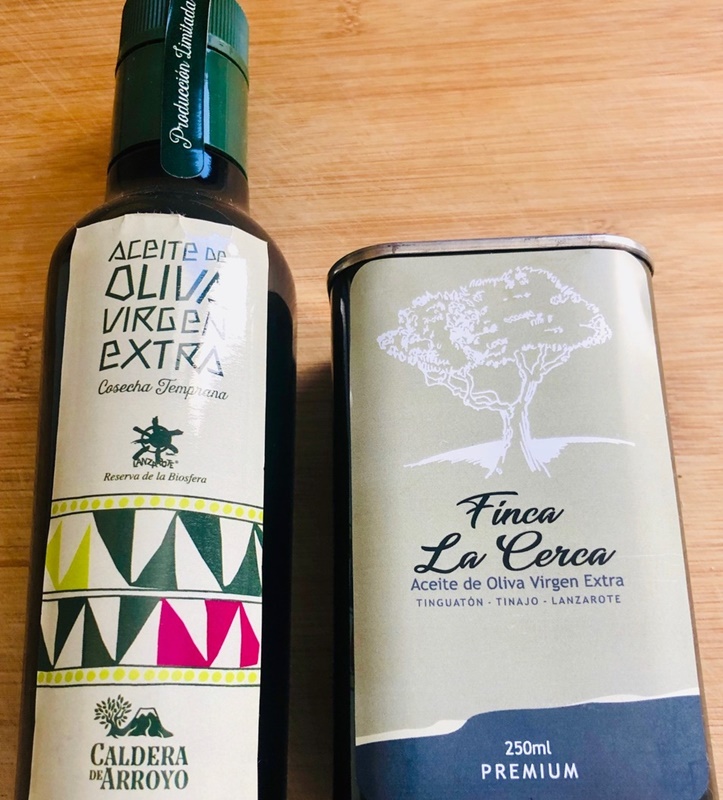 Producción Limitada
ACEITE DE
OLIVA
VIRGEN
EXTRA
Cosecha Temprana
LANZAROTE
Reserva de la Biosfera
CALDERA
DE ARROYO
Finca
La Cerca
Aceite de Oliva Virgen Extra
TINGUATÓN - TINAJO - LANZAROTE
250ml
PREMIUM